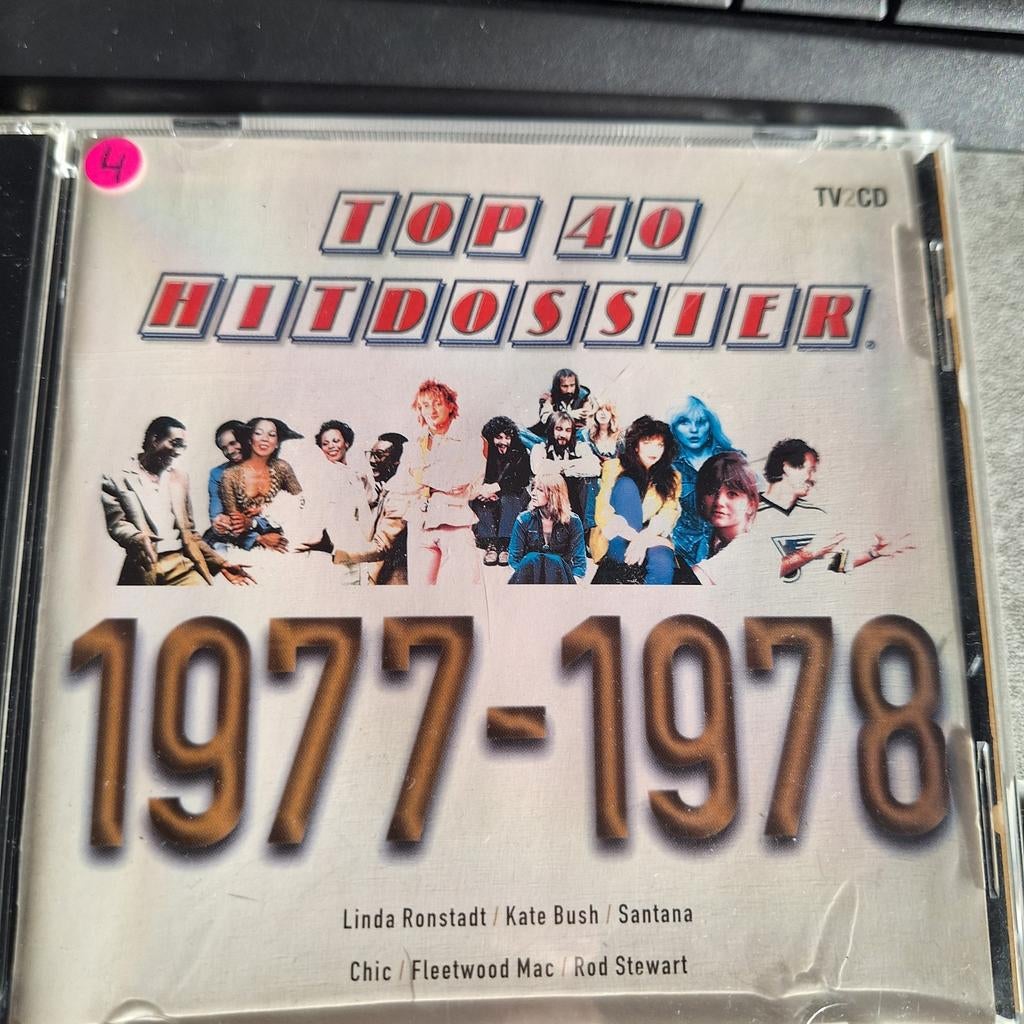 4
TV2CD
TOP 40
HITDOSSIER®
1977-1978
Linda Ronstadt / Kate Bush / Santana
Chic / Fleetwood Mac / Rod Stewart